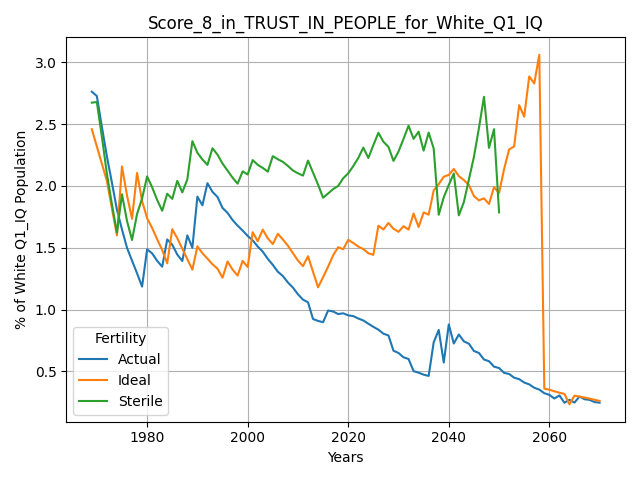 Score_8_in_TRUST_IN_PEOPLE_for_White_Q1_IQ
% of White Q1_IQ Population
3.0
2.5
2.0
1.5
1.0
0.5
Fertility
Actual
Ideal
Sterile
1980
2000
2020
2040
2060
Years